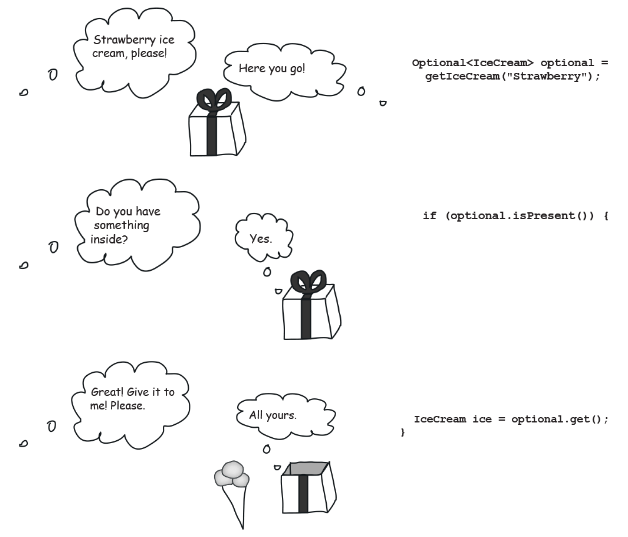 Strawberry ice
cream, please!
Here you go!
Optional<IceCream> optional =
getIceCream("Strawberry");
Do you have
something
inside?
Yes.
if (optional.isPresent()) {
Great! Give it to
me! Please.
All yours.
IceCream ice = optional.get();
}